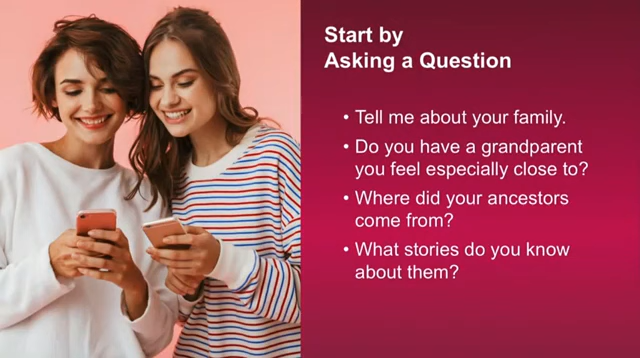 Start by
Asking a Question
• Tell me about your family.
• Do you have a grandparent
you feel especially close to?
• Where did your ancestors
come from?
• What stories do you know
about them?